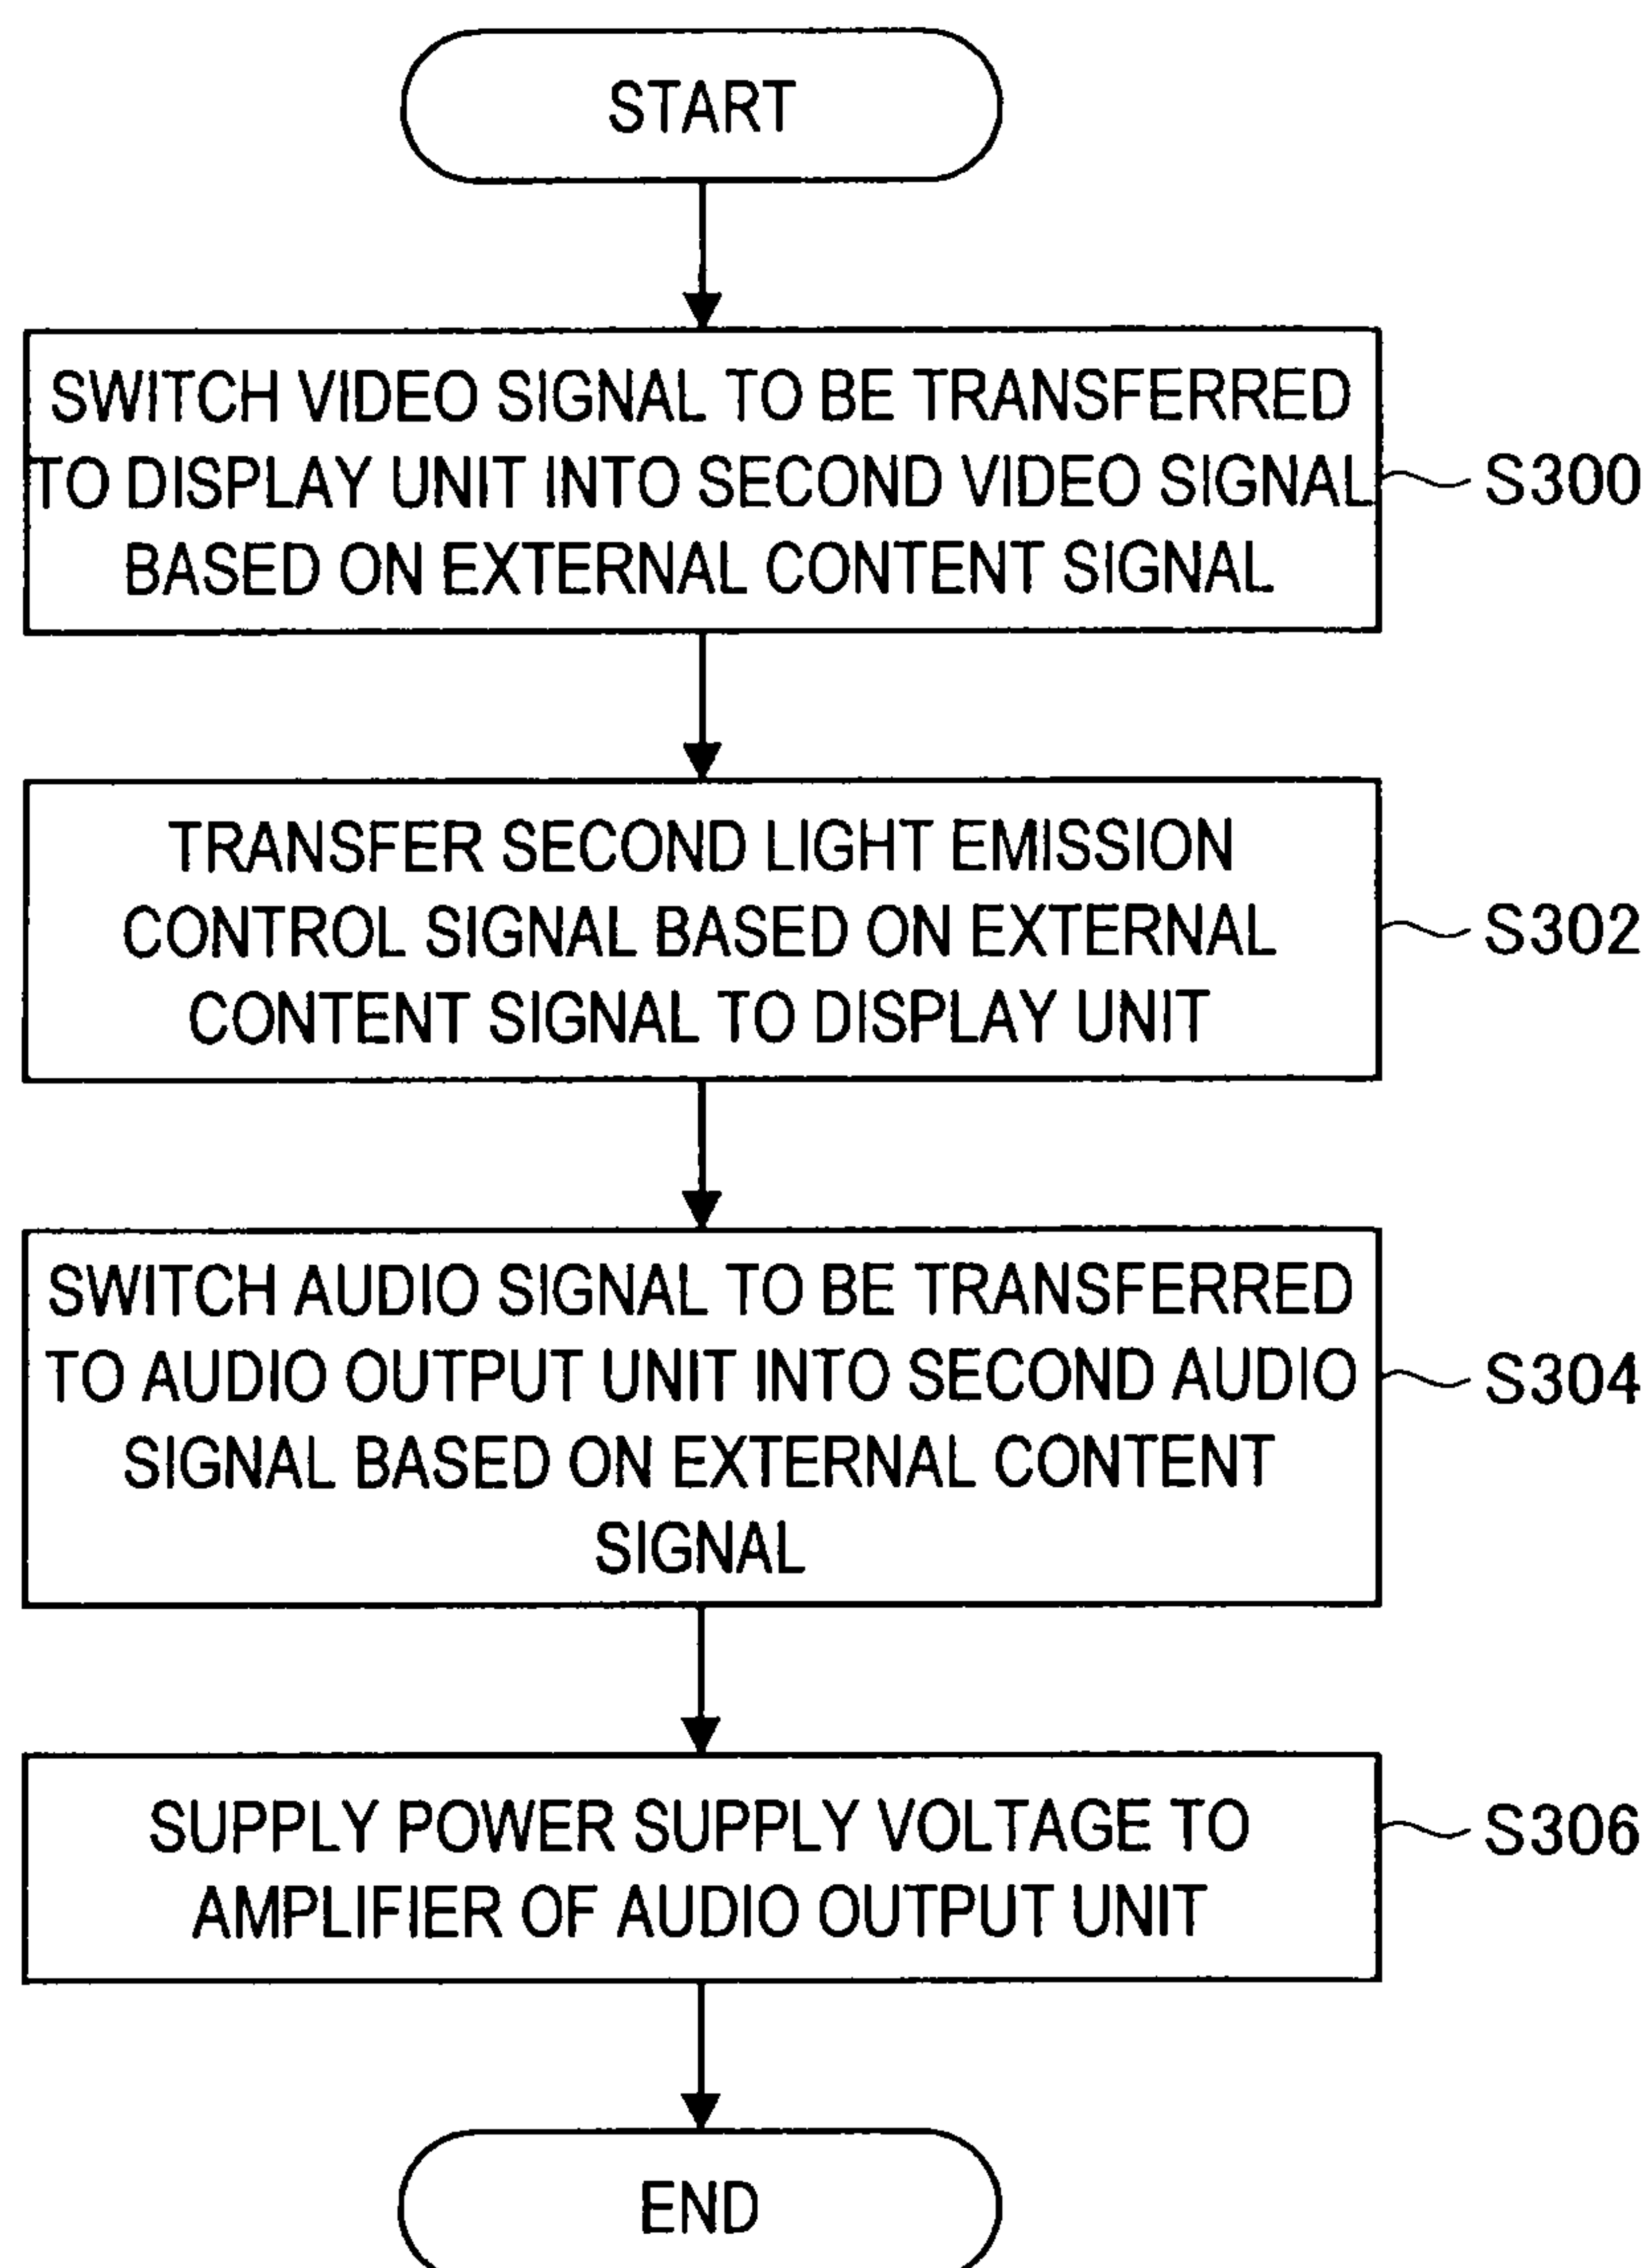 START
SWITCH VIDEO SIGNAL TO BE TRANSFERRED
TO DISPLAY UNIT INTO SECOND VIDEO SIGNAL
BASED ON EXTERNAL CONTENT SIGNAL
S300
TRANSFER SECOND LIGHT EMISSION
CONTROL SIGNAL BASED ON EXTERNAL
CONTENT SIGNAL TO DISPLAY UNIT
S302
SWITCH AUDIO SIGNAL TO BE TRANSFERRED
TO AUDIO OUTPUT UNIT INTO SECOND AUDIO
SIGNAL BASED ON EXTERNAL CONTENT
SIGNAL
S304
SUPPLY POWER SUPPLY VOLTAGE TO
AMPLIFIER OF AUDIO OUTPUT UNIT
S306
END